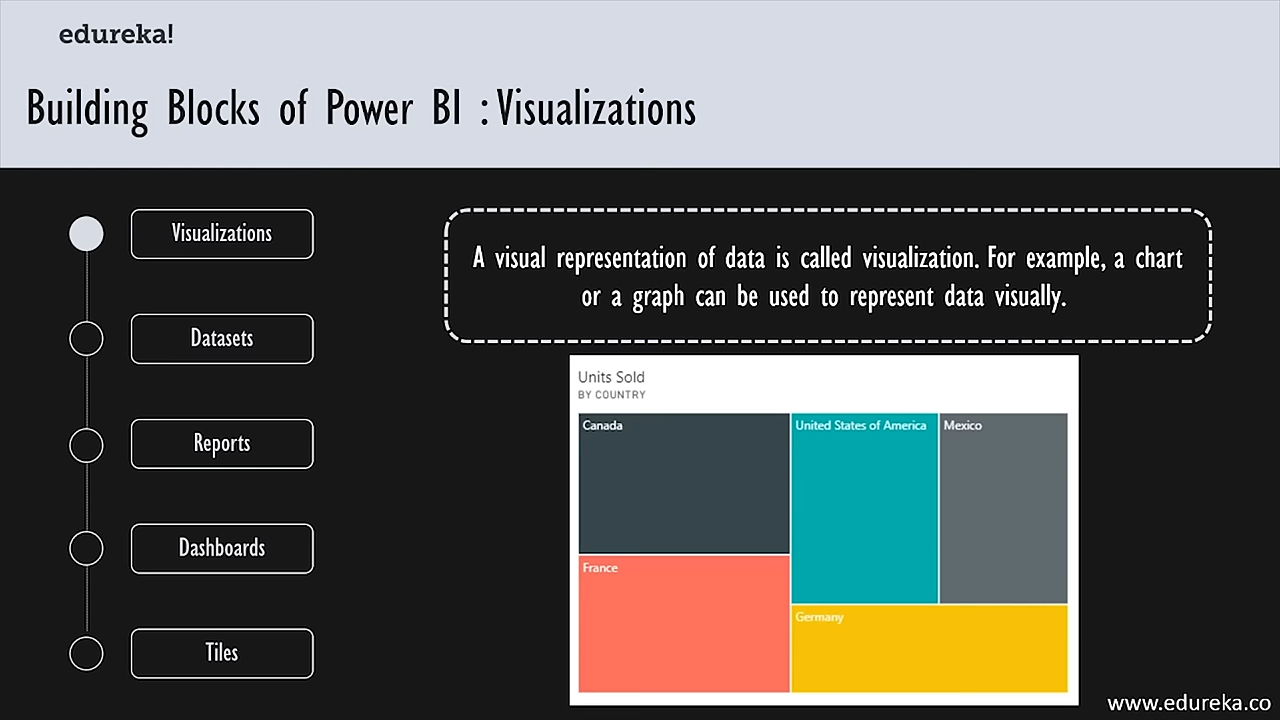 edureka!
Building Blocks of Power BI : Visualizations
Visualizations
Datasets
Reports
Dashboards
Tiles
A visual representation of data is called visualization. For example, a chart
or a graph can be used to represent data visually.
Units Sold
BY COUNTRY
Canada
United States of America
Mexico
France
Germany
www.edureka.co